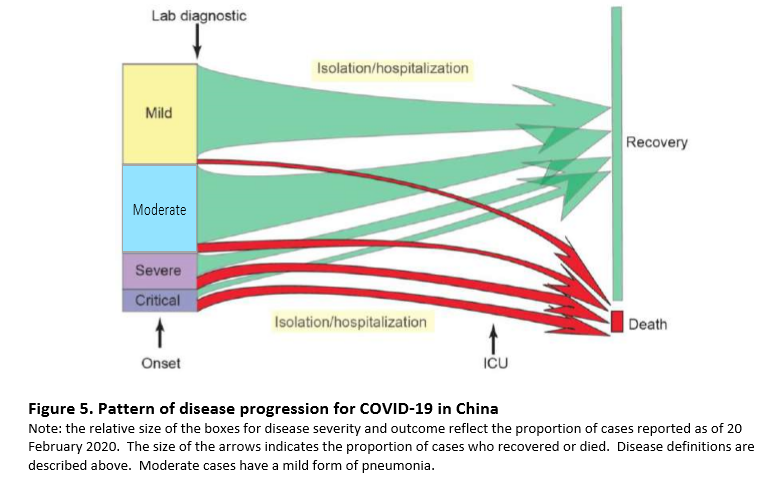 Lab diagnostic
Isolation/hospitalization
Mild
Recovery
Moderate
Severe
Critical
Isolation/hospitalization
Death
Onset
ICU
Figure 5. Pattern of disease progression for COVID-19 in China
Note: the relative size of the boxes for disease severity and outcome reflect the proportion of cases reported as of 20
February 2020.  The size of the arrows indicates the proportion of cases who recovered or died.  Disease definitions are
described above.  Moderate cases have a mild form of pneumonia.